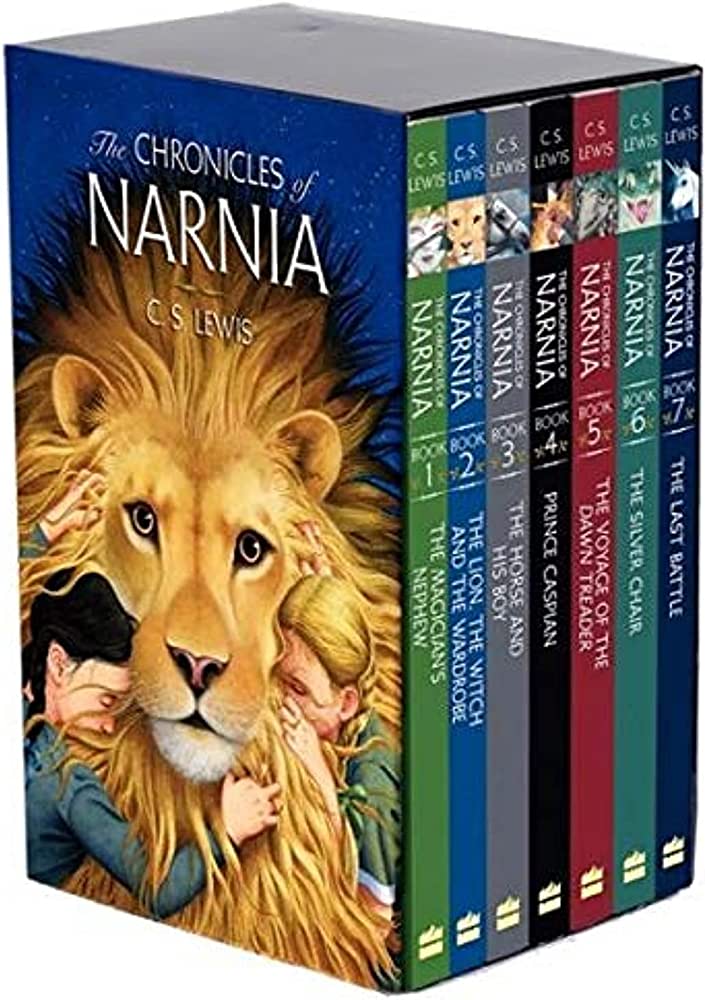 The CHRONICLES of
NARNIA
C. S. LEWIS
C. S.
LEWIS
THE CHRONICLES OF
NARNIA
BOOK
1
THE MAGICIAN'S
NEPHEW
C. S.
LEWIS
THE CHRONICLES OF
NARNIA
BOOK
2
THE LION, THE WITCH
AND THE WARDROBE
C. S.
LEWIS
THE CHRONICLES OF
NARNIA
BOOK
3
THE HORSE AND
HIS BOY
C. S.
LEWIS
THE CHRONICLES OF
NARNIA
BOOK
4
PRINCE CASPIAN
C. S.
LEWIS
THE CHRONICLES OF
NARNIA
BOOK
5
THE VOYAGE OF THE
DAWN TREADER
C. S.
LEWIS
THE CHRONICLES OF
NARNIA
BOOK
6
THE SILVER CHAIR
C. S.
LEWIS
THE CHRONICLES OF
NARNIA
BOOK
7
THE LAST BATTLE